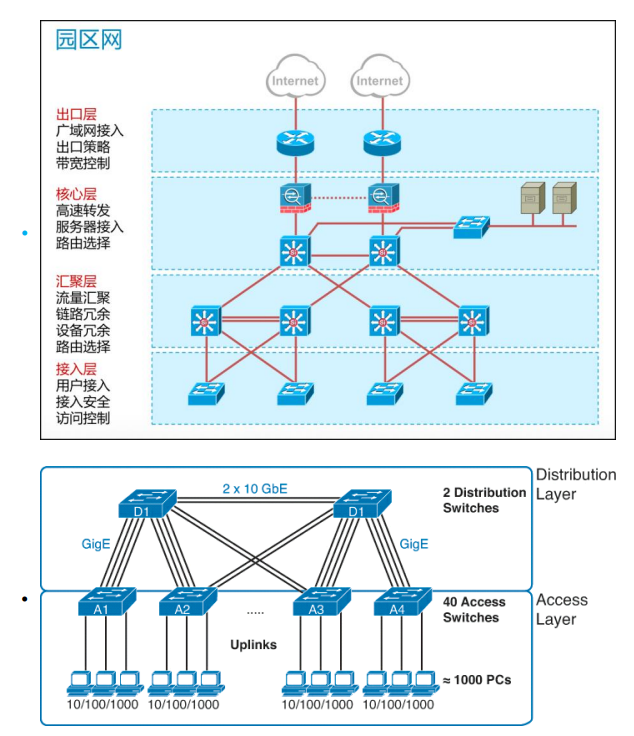 园区网
Internet
Internet
出口层
广域网接入
出口策略
带宽控制
核心层
高速转发
服务器接入
路由选择
汇聚层
流量汇聚
链路冗余
设备冗余
路由选择
接入层
用户接入
接入安全
访问控制
Distribution
Layer
2 x 10 GbE
2 Distribution
Switches
D1
D1
GigE
GigE
Access
Layer
A1
A2
.....
A3
A4
40 Access
Switches
Uplinks
≈ 1000 PCs
10/100/1000
10/100/1000
10/100/1000
10/100/1000